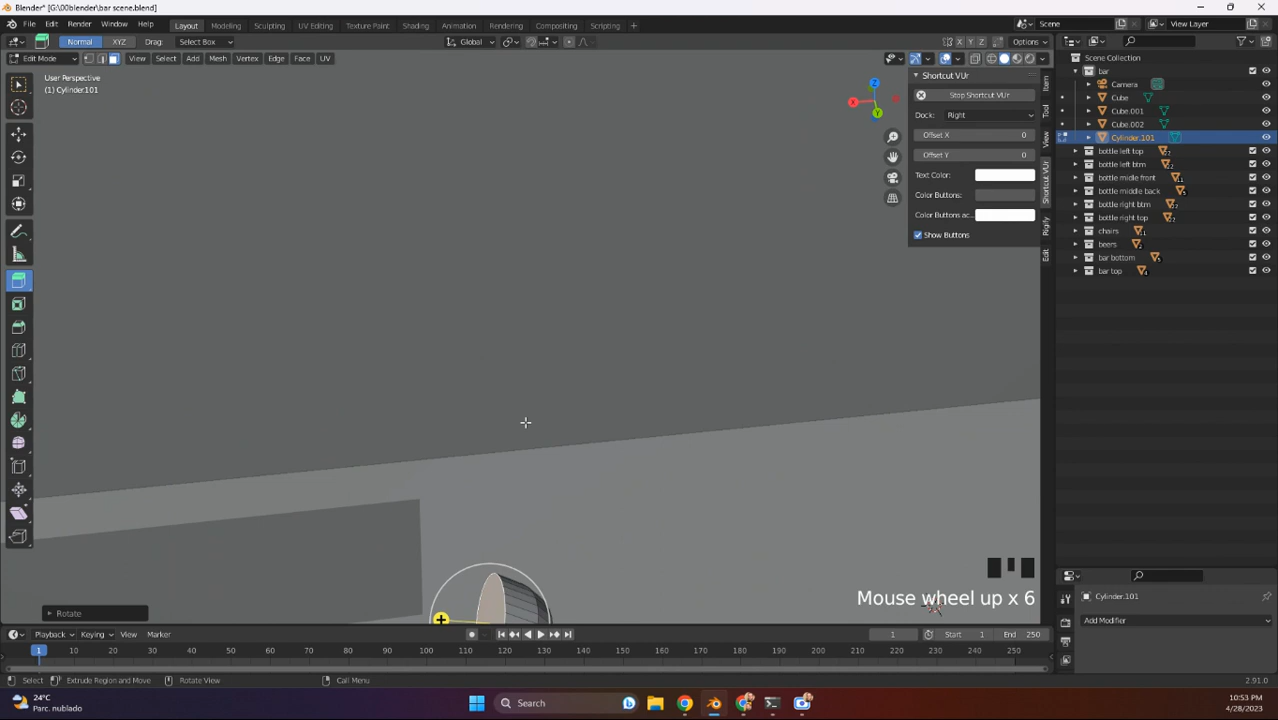 Blender* [G:\00blender\bar scene.blend]
File Edit Render Window Help Layout Modeling Sculpting UV Editing Texture Paint Shading Animation Rendering Compositing Scripting + Scene View Layer
Normal XYZ Drag: Select Box Global X Y Z Options
Edit Mode View Select Add Mesh Vertex Edge Face UV
User Perspective
(1) Cylinder.101
Z
X
Y
Shortcut VUr
Stop Shortcut VUr
Dock: Right
Offset X 0
Offset Y 0
Text Color:
Color Buttons:
Color Buttons ac..
Show Buttons
Item
Tool
View
Shortcut VUr
Rigify
Edit
Scene Collection
bar
Camera
Cube
Cube.001
Cube.002
Cylinder.101
bottle left top
bottle left btm
bottle midle front
bottle middle back
bottle right btm
bottle right top
chairs
beers
bar bottom
bar top
Cylinder.101
Add Modifier
Mouse wheel up x 6
Rotate
Playback Keying View Marker 1 Start 1 End 250
1 10 20 30 40 50 60 70 80 90 100 110 120 130 140 150 160 170 180 190 200 210 220 230 240 250
Select Extrude Region and Move Rotate View Call Menu 2.91.0
24°C
Parc. nublado
Search
10:53 PM
4/28/2023